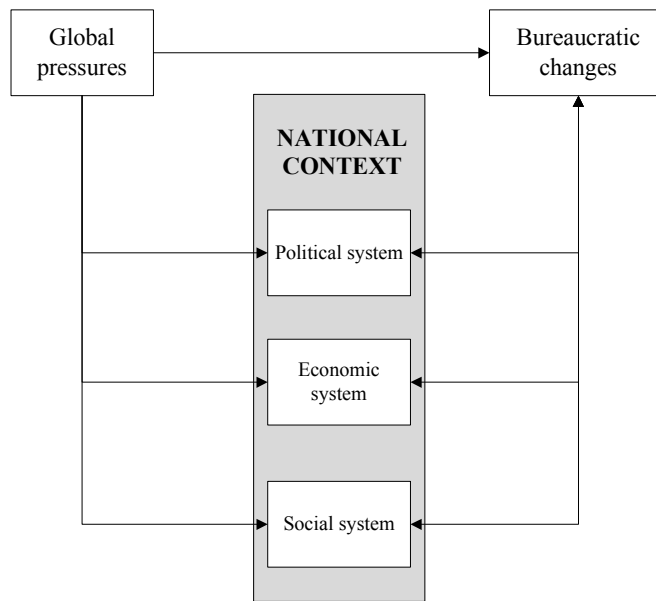 Global
pressures
Bureaucratic
changes
NATIONAL
CONTEXT
Political system
Economic
system
Social system